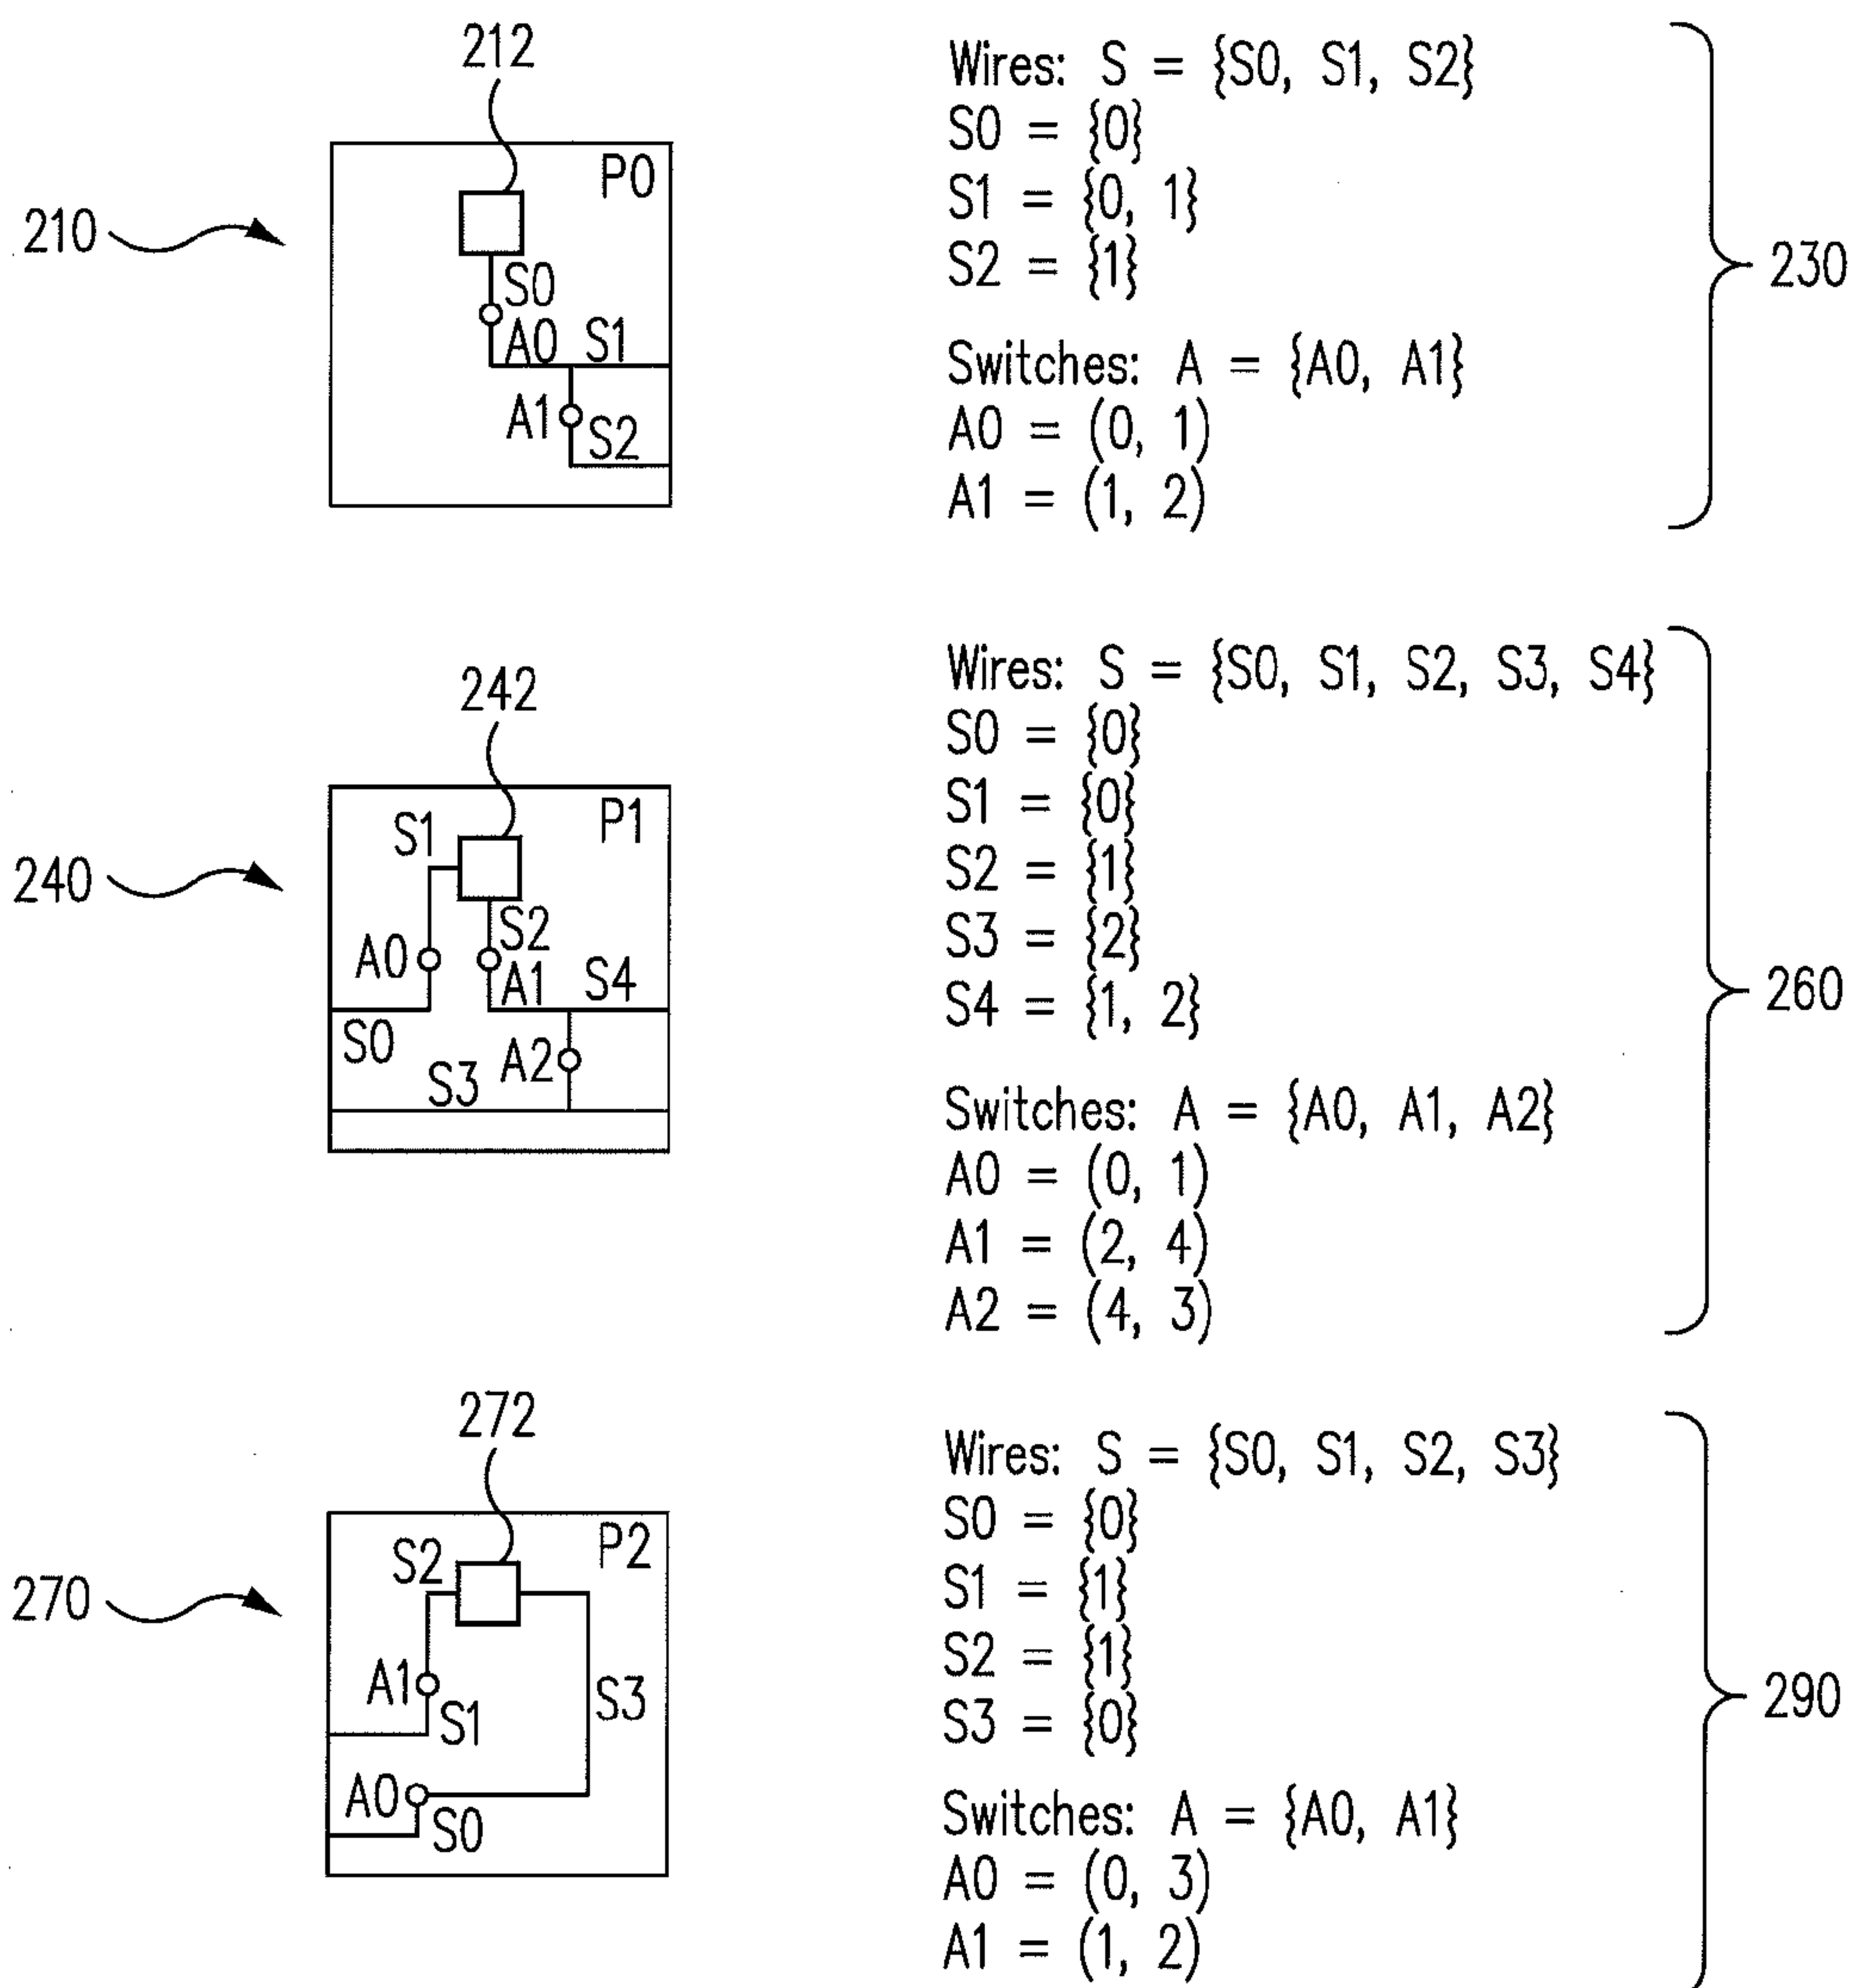 212
P0
210
S0
A0 S1
A1 S2
Wires: S = {S0, S1, S2}
S0 = {0}
S1 = {0, 1}
S2 = {1}
Switches: A = {A0, A1}
A0 = (0, 1)
A1 = (1, 2)
230
242
S1 P1
240
S2
A0 A1 S4
S0 A2
S3
Wires: S = {S0, S1, S2, S3, S4}
S0 = {0}
S1 = {0}
S2 = {1}
S3 = {2}
S4 = {1, 2}
Switches: A = {A0, A1, A2}
A0 = (0, 1)
A1 = (2, 4)
A2 = (4, 3)
260
272
S2 P2
270
A1 S3
S1
A0
S0
Wires: S = {S0, S1, S2, S3}
S0 = {0}
S1 = {1}
S2 = {1}
S3 = {0}
Switches: A = {A0, A1}
A0 = (0, 3)
A1 = (1, 2)
290